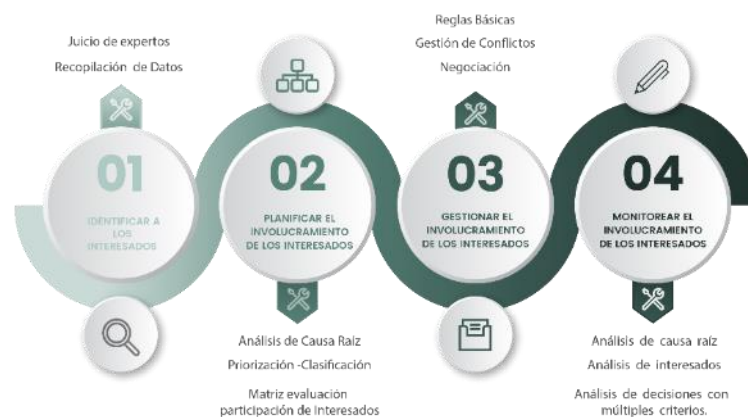 Juicio de expertos
Recopilación de Datos
01
IDENTIFICAR A
LOS
INTERESADOS
02
PLANIFICAR EL
INVOLUCRAMIENTO
DE LOS INTERESADOS
Análisis de Causa Raíz
Priorización -Clasificación
Matriz evaluación
participación de Interesados
Reglas Básicas
Gestión de Conflictos
Negociación
03
GESTIONAR EL
INVOLUCRAMIENTO
DE LOS INTERESADOS
04
MONITOREAR EL
INVOLUCRAMIENTO
DE LOS INTERESADOS
Análisis de causa raíz
Análisis de interesados
Análisis de decisiones con
múltiples criterios.